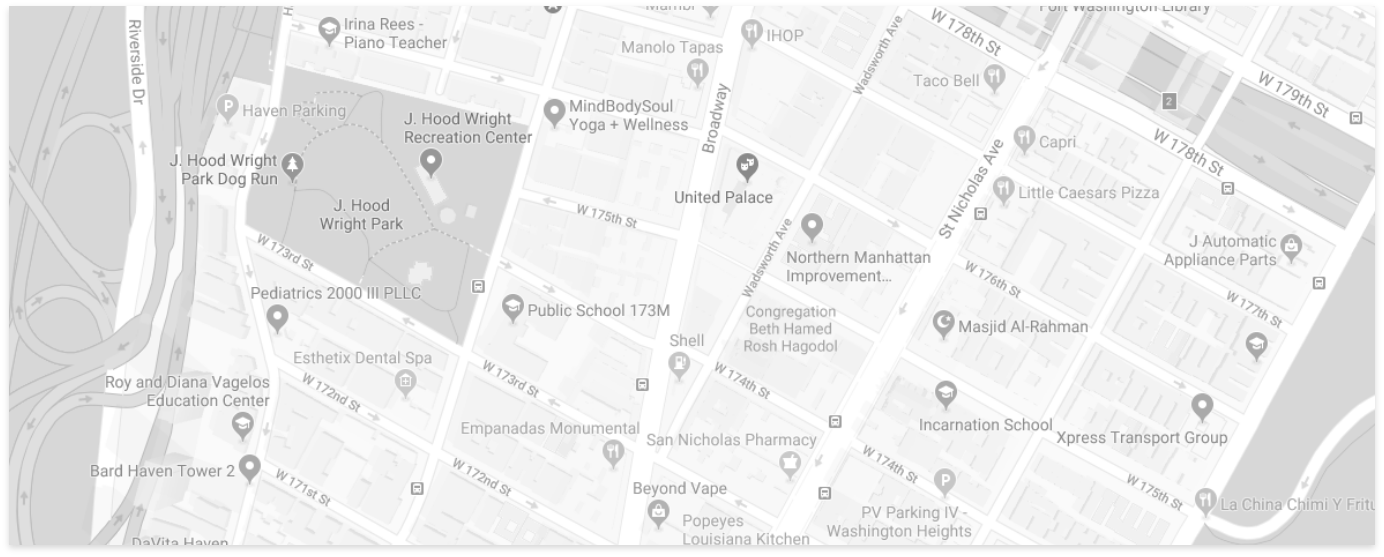 Mambi
Fort Washington Library
Irina Rees -
Piano Teacher
Riverside Dr
IHOP
Manolo Tapas
W 178th St
Wadsworth Ave
Taco Bell
W 179th St
2
Haven Parking
MindBodySoul
Yoga + Wellness
Broadway
J. Hood Wright
Recreation Center
Capri
W 178th St
J. Hood Wright
Park Dog Run
United Palace
Little Caesars Pizza
St Nicholas Ave
J. Hood
Wright Park
W 175th St
W 173rd St
Wadsworth Ave
Northern Manhattan
Improvement...
J Automatic
Appliance Parts
W 176th St
W 177th St
Pediatrics 2000 III PLLC
Public School 173M
Congregation
Beth Hamed
Rosh Hagodol
Masjid Al-Rahman
Shell
Esthetix Dental Spa
Roy and Diana Vagelos
Education Center
W 172nd St
W 173rd St
W 174th St
Incarnation School
Xpress Transport Group
Empanadas Monumental
San Nicholas Pharmacy
Bard Haven Tower 2
W 171st St
W 172nd St
W 174th St
W 175th St
Beyond Vape
La China Chimi Y Fritu
Popeyes
Louisiana Kitchen
PV Parking IV -
Washington Heights
DaVita Haven
P
P